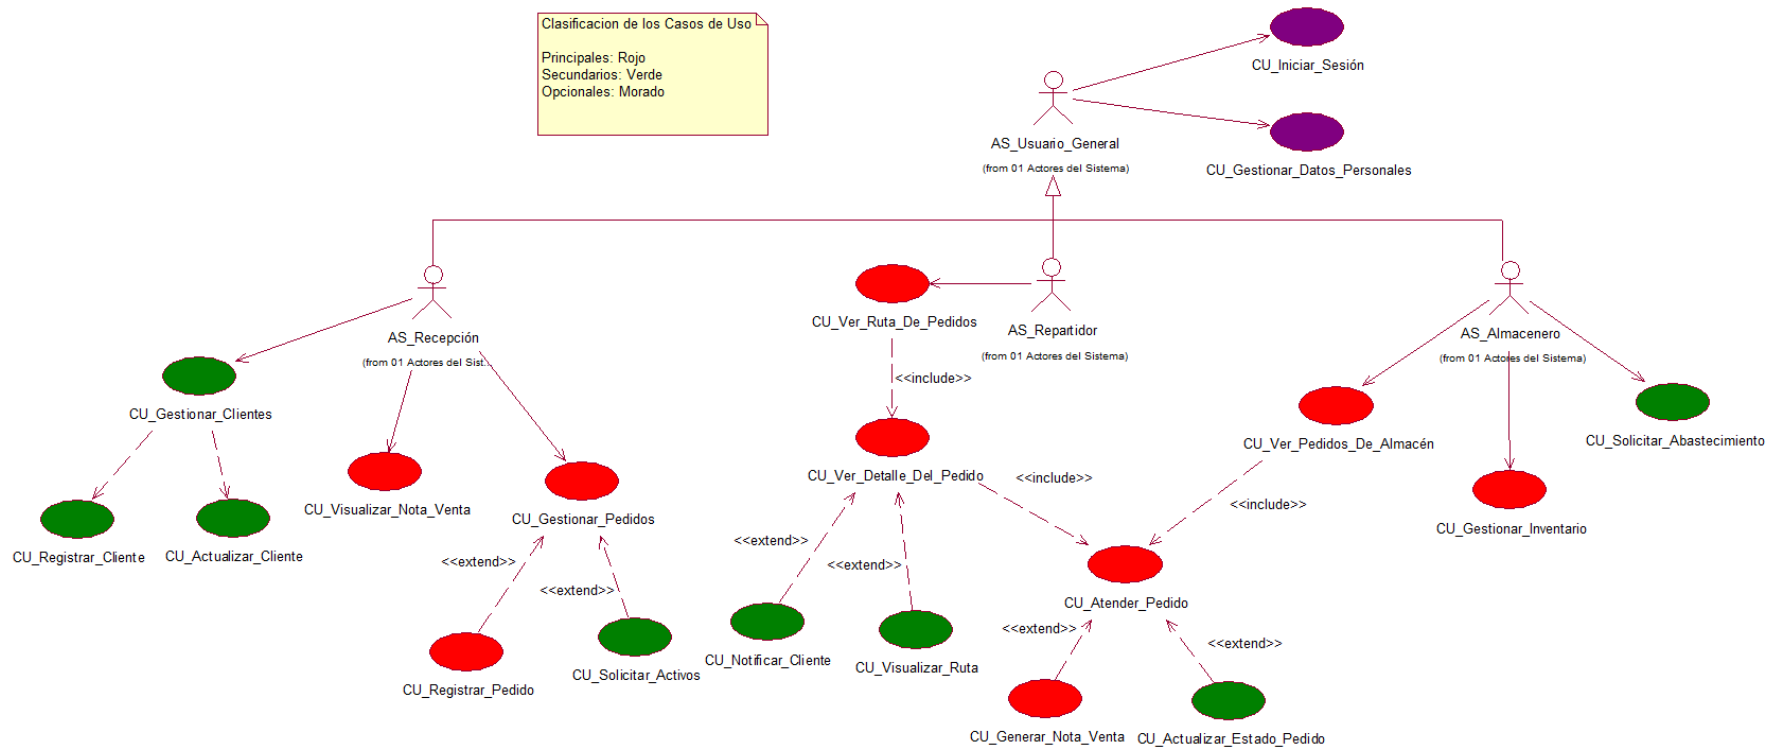 Clasificacion de los Casos de Uso
Principales: Rojo
Secundarios: Verde
Opcionales: Morado
CU_Iniciar_Sesión
AS_Usuario_General
(from 01 Actores del Sistema)
CU_Gestionar_Datos_Personales
CU_Ver_Ruta_De_Pedidos
AS_Recepción
(from 01 Actores del Sist...
AS_Repartidor
(from 01 Actores del Sistema)
AS_Almacenero
(from 01 Actores del Sistema)
<<include>>
CU_Gestionar_Clientes
CU_Ver_Pedidos_De_Almacén
CU_Solicitar_Abastecimiento
CU_Visualizar_Nota_Venta
CU_Gestionar_Pedidos
CU_Ver_Detalle_Del_Pedido
<<include>>
<<include>>
CU_Gestionar_Inventario
CU_Registrar_Cliente
CU_Actualizar_Cliente
<<extend>>
<<extend>>
<<extend>>
<<extend>>
CU_Atender_Pedido
<<extend>>
<<extend>>
CU_Registrar_Pedido
CU_Solicitar_Activos
CU_Notificar_Cliente
CU_Visualizar_Ruta
CU_Generar_Nota_Venta
CU_Actualizar_Estado_Pedido